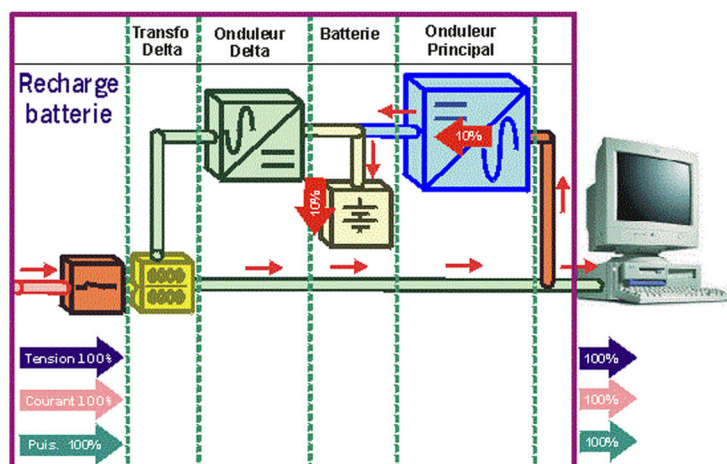 Transfo
Delta
Onduleur
Delta
Batterie
Onduleur
Principal
Recharge
batterie
10%
10%
Tension 100%
100%
Courant 100%
100%
Puis. 100%
100%